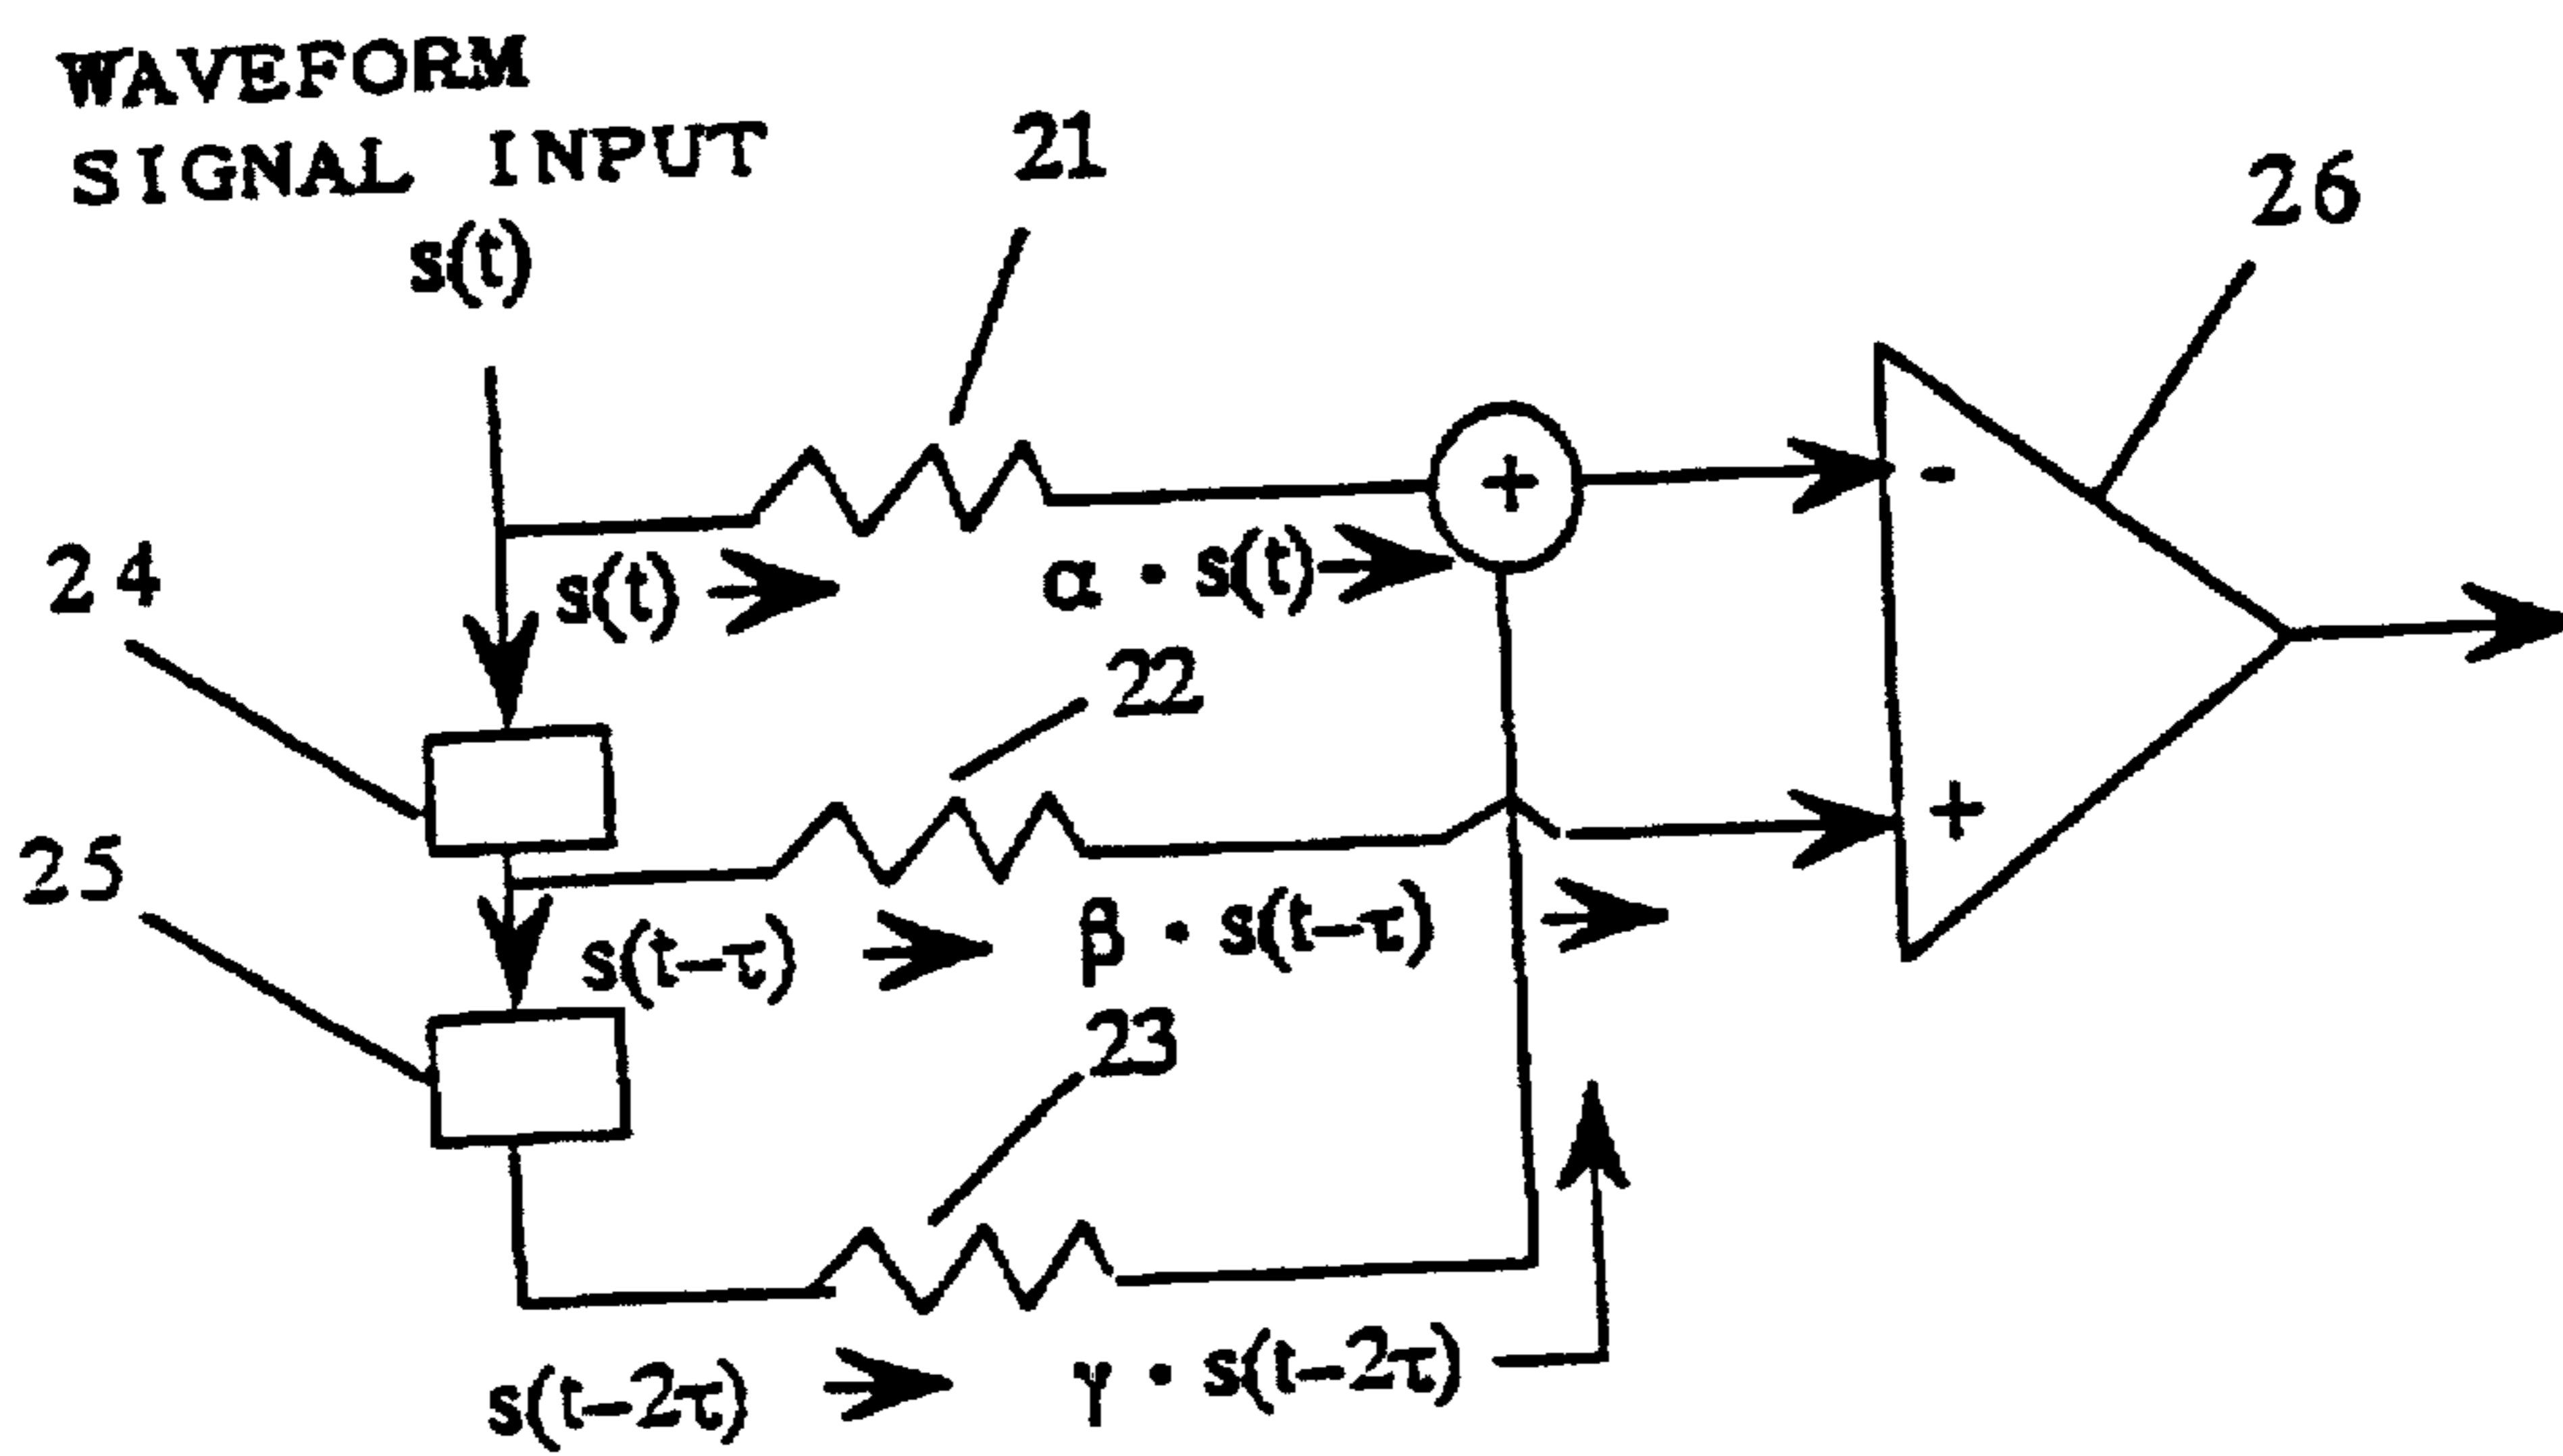 WAVEFORM
SIGNAL INPUT
s(t)
21
26
+
-
s(t)
α · s(t)
24
22
+
25
s(t–τ)
β · s(t–τ)
23
s(t–2τ)
γ · s(t–2τ)